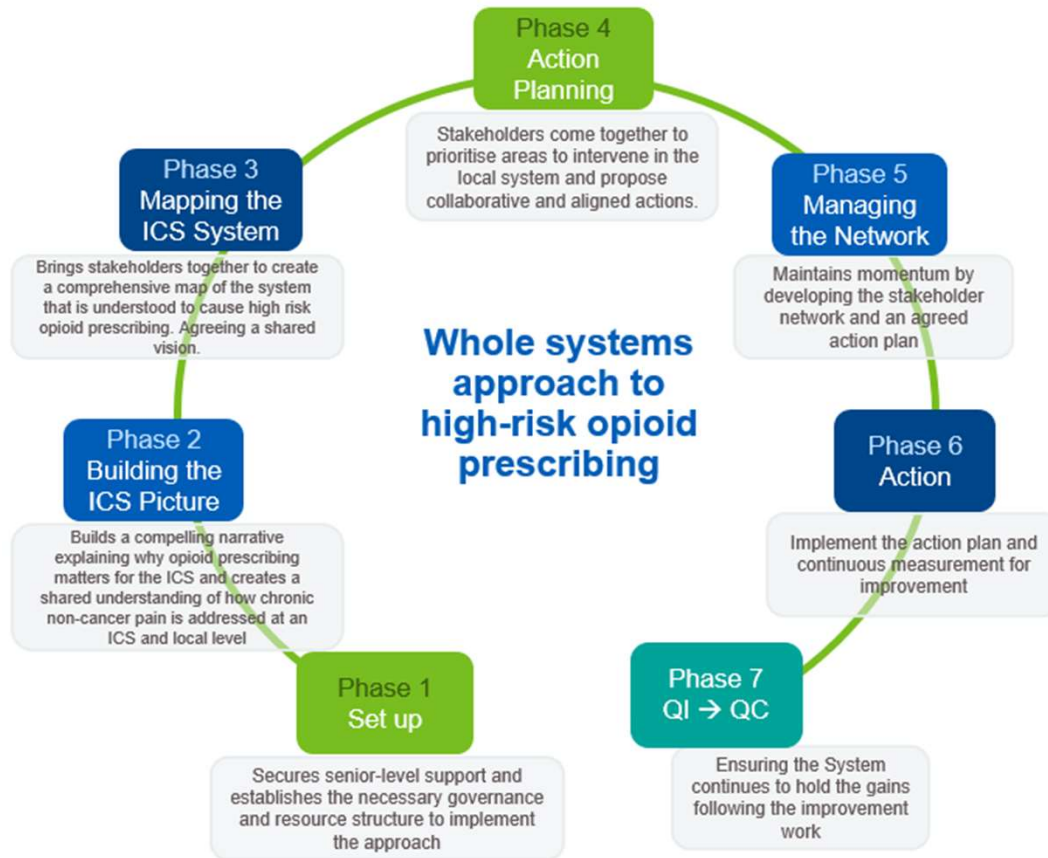 Phase 4
Action
Planning
Stakeholders come together to
prioritise areas to intervene in the
local system and propose
collaborative and aligned actions.
Phase 3
Mapping the
ICS System
Brings stakeholders together to create
a comprehensive map of the system
that is understood to cause high risk
opioid prescribing. Agreeing a shared
vision.
Phase 5
Managing
the Network
Maintains momentum by
developing the stakeholder
network and an agreed
action plan
Whole systems
approach to
high-risk opioid
prescribing
Phase 2
Building the
ICS Picture
Builds a compelling narrative
explaining why opioid prescribing
matters for the ICS and creates a
shared understanding of how chronic
non-cancer pain is addressed at an
ICS and local level
Phase 6
Action
Implement the action plan and
continuous measurement for
improvement
Phase 1
Set up
Secures senior-level support and
establishes the necessary governance
and resource structure to implement
the approach
Phase 7
QI → QC
Ensuring the System
continues to hold the gains
following the improvement
work